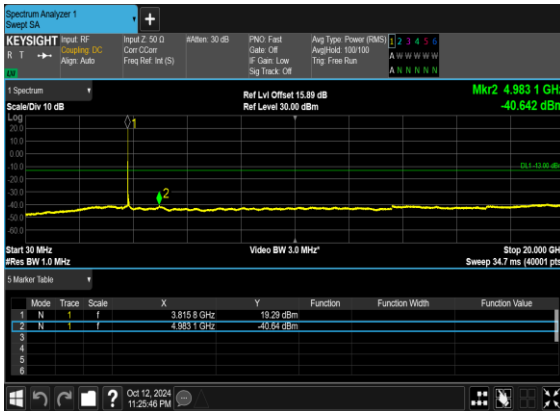 Spectrum Analyzer 1
Swept SA
+
KEYSIGHT
R T
LW
Input: RF
Coupling: DC
Align: Auto
Input Z: 50 Ω
Corr CCorr
Freq Ref: Int (S)
#Atten: 30 dB
PNO: Fast
Gate: Off
IF Gain: Low
Sig Track: Off
Avg Type: Power (RMS)
Avg|Hold: 100/100
Trig: Free Run
1 2 3 4 5 6
A W W W W W
A N N N N N
1 Spectrum
Scale/Div 10 dB
Ref Lvl Offset 15.89 dB
Ref Level 30.00 dBm
Mkr2 4.983 1 GHz
-40.642 dBm
Log
20.0
10.0
0.00
-10.0
-20.0
-30.0
-40.0
-50.0
-60.0
1
2
DL1 -13.00 dBm
Start 30 MHz
#Res BW 1.0 MHz
Video BW 3.0 MHz*
Stop 20.000 GHz
Sweep 34.7 ms (40001 pts)
5 Marker Table
Mode Trace Scale X Y Function Function Width Function Value
1 N 1 f 3.815 8 GHz 19.29 dBm
2 N 1 f 4.983 1 GHz -40.64 dBm
3
4
5
6
?
Oct 12, 2024
11:25:46 PM